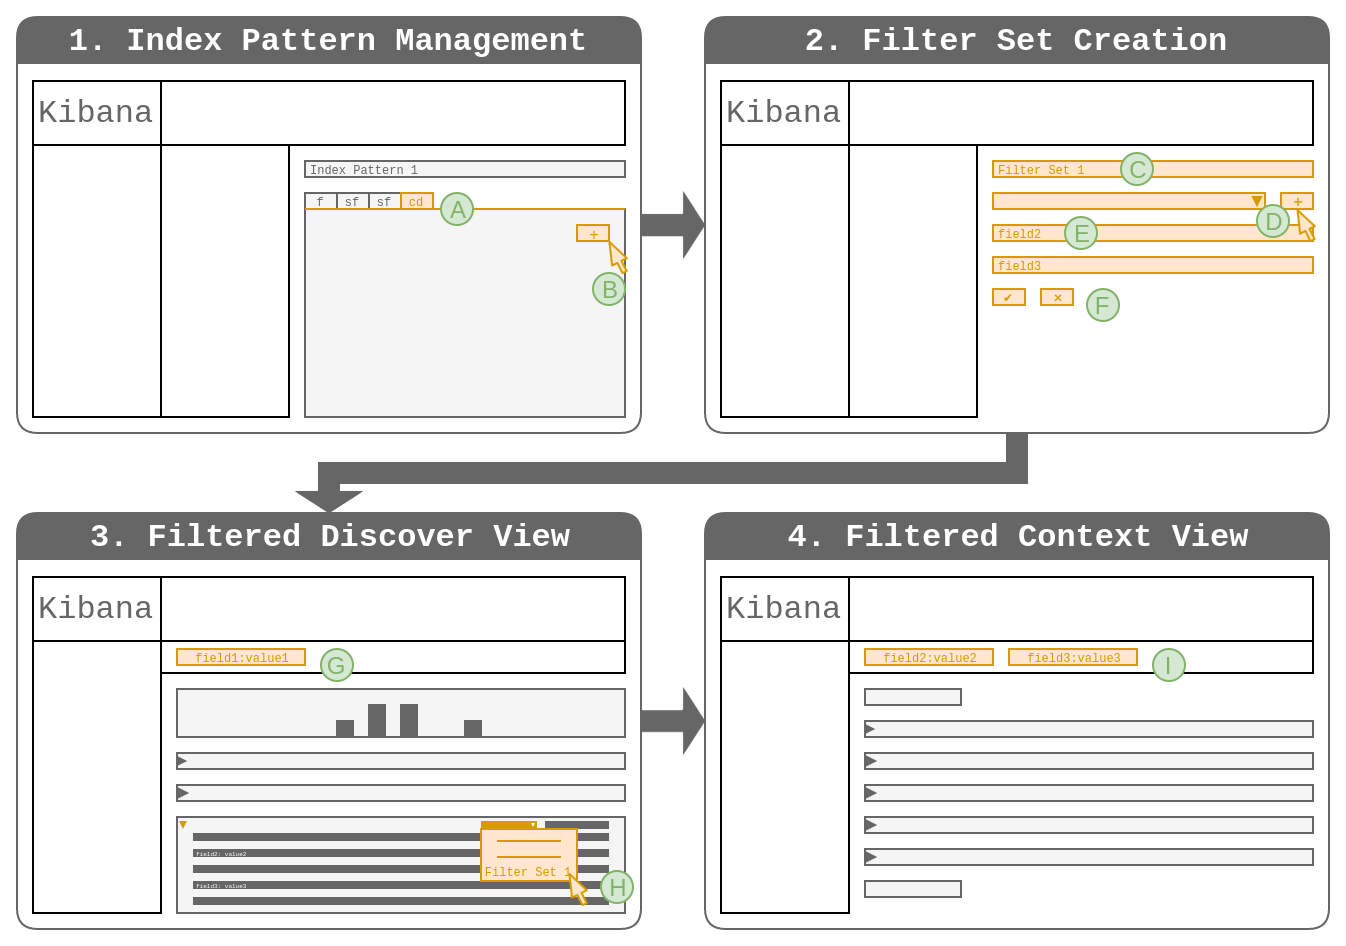 1. Index Pattern Management
Kibana
Index Pattern 1
f sf sf cd
A
+
B
2. Filter Set Creation
Kibana
Filter Set 1
C
+
D
field2
E
field3
✔ ✕
F
3. Filtered Discover View
Kibana
field1:value1
G
field2: value2
Filter Set 1
field3: value3
H
4. Filtered Context View
Kibana
field2:value2 field3:value3
I